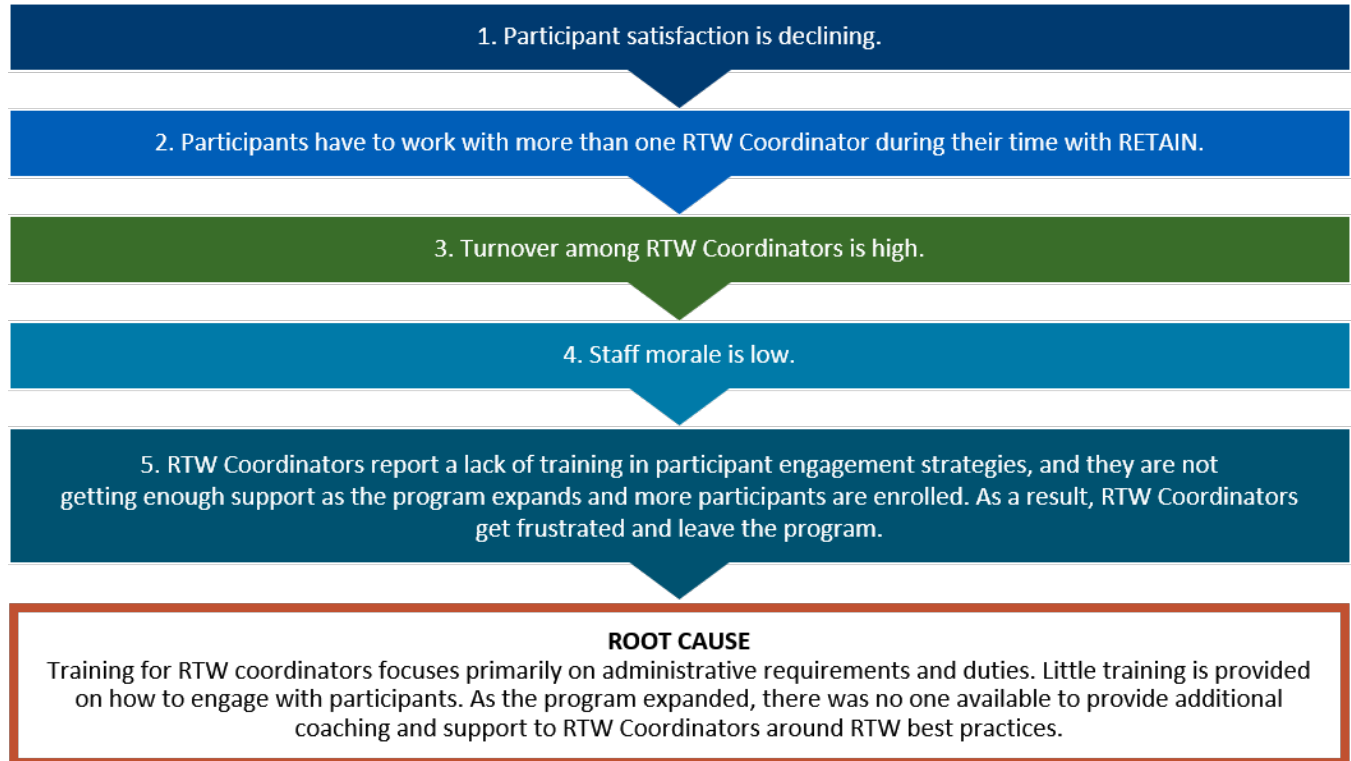 1. Participant satisfaction is declining.
2. Participants have to work with more than one RTW Coordinator during their time with RETAIN.
3. Turnover among RTW Coordinators is high.
4. Staff morale is low.
5. RTW Coordinators report a lack of training in participant engagement strategies, and they are not
getting enough support as the program expands and more participants are enrolled. As a result, RTW Coordinators
get frustrated and leave the program.
ROOT CAUSE
Training for RTW coordinators focuses primarily on administrative requirements and duties. Little training is provided
on how to engage with participants. As the program expanded, there was no one available to provide additional
coaching and support to RTW Coordinators around RTW best practices.